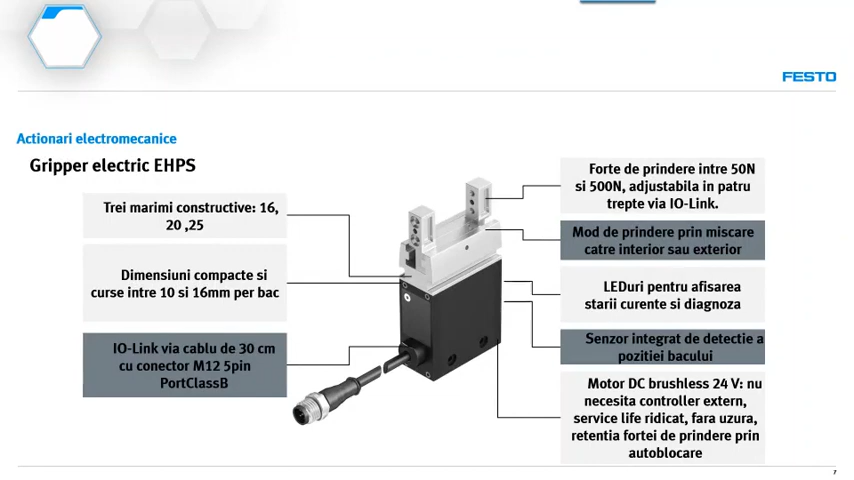 FESTO
Actionari electromecanice
Gripper electric EHPS
Trei marimi constructive: 16,
20 ,25
Dimensiuni compacte si
curse intre 10 si 16mm per bac
IO-Link via cablu de 30 cm
cu conector M12 5pin
PortClassB
Forte de prindere intre 50N
si 500N, adjustabila in patru
trepte via IO-Link.
Mod de prindere prin miscare
catre interior sau exterior
LEDuri pentru afisarea
starii curente si diagnoza
Senzor integrat de detectie a
pozitiei bacului
Motor DC brushless 24 V: nu
necesita controller extern,
service life ridicat, fara uzura,
retentia fortei de prindere prin
autoblocare
7